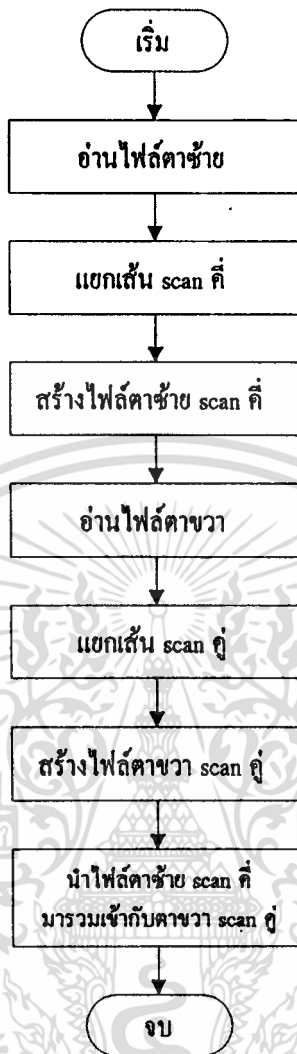 เริ่ม
อ่านไฟล์ตาซ้าย
แยกเส้น scan คี่
สร้างไฟล์ตาซ้าย scan คี่
อ่านไฟล์ตาขวา
แยกเส้น scan คู่
สร้างไฟล์ตาขวา scan คู่
นำไฟล์ตาซ้าย scan คี่
มารวมเข้ากับตาขวา scan คู่
จบ